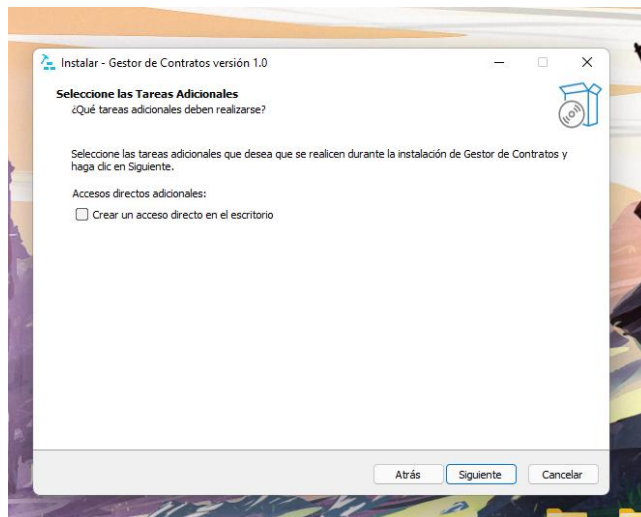 Instalar - Gestor de Contratos versión 1.0
Seleccione las Tareas Adicionales
¿Qué tareas adicionales deben realizarse?
Seleccione las tareas adicionales que desea que se realicen durante la instalación de Gestor de Contratos y
haga clic en Siguiente.
Accesos directos adicionales:
Crear un acceso directo en el escritorio
Atrás Siguiente Cancelar